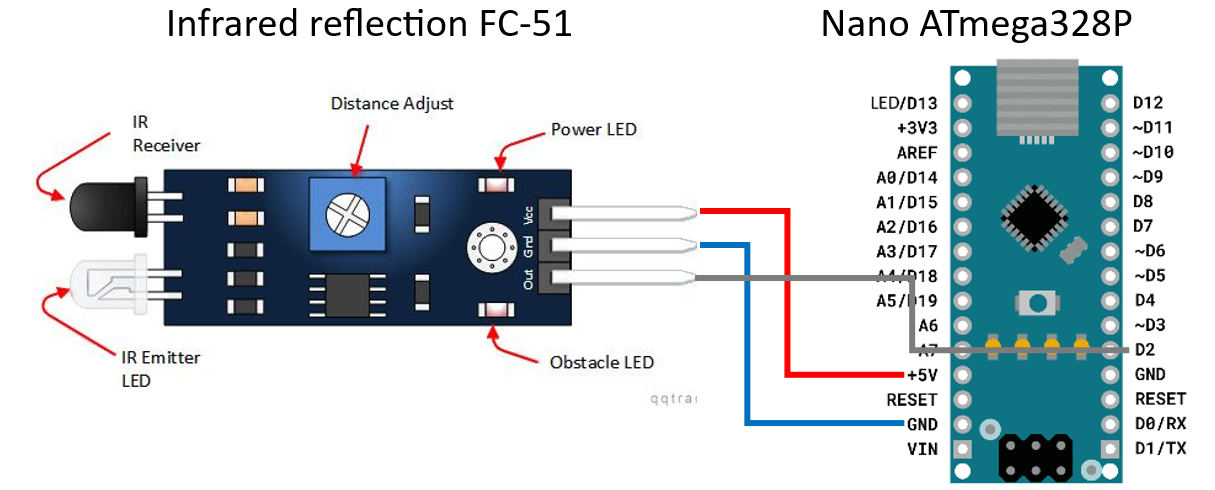 Infrared reflection FC-51
Nano ATmega328P
Distance Adjust
IR
Receiver
Power LED
Vcc
Grd
Out
IR Emitter
LED
Obstacle LED
qqtra
LED/D13
+3V3
AREF
A0/D14
A1/D15
A2/D16
A3/D17
A4/D18
A5/D19
A6
A7
+5V
RESET
GND
VIN
D12
~D11
~D10
~D9
D8
D7
~D6
~D5
D4
~D3
D2
GND
RESET
D0/RX
D1/TX